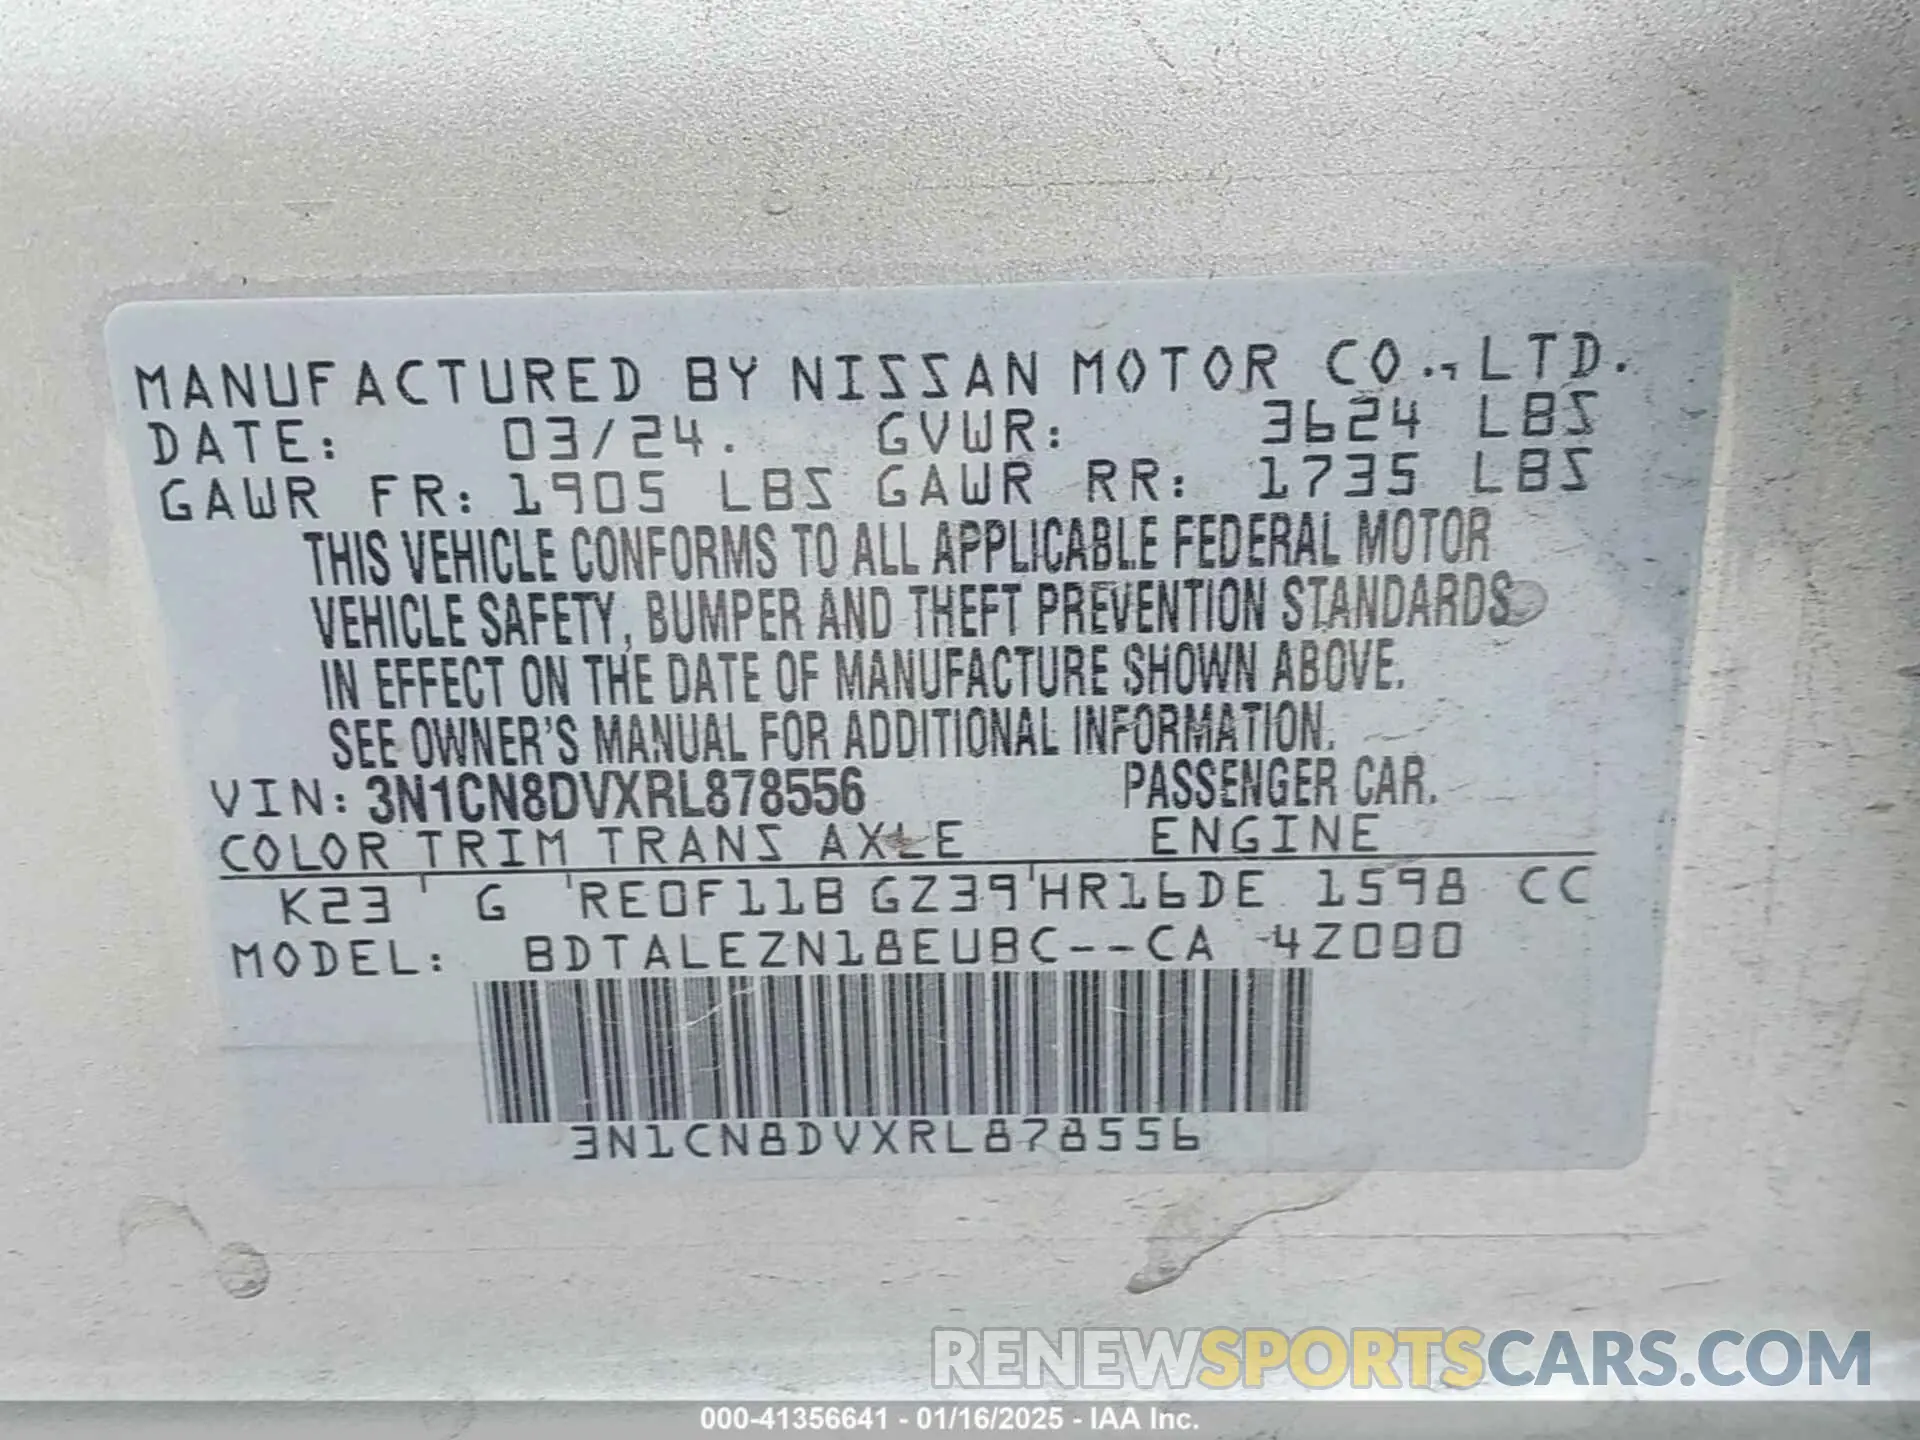 MANUFACTURED BY NISSAN MOTOR CO., LTD.
DATE: 03/24. GVWR: 3624 LBS
GAWR FR: 1905 LBS GAWR RR: 1735 LBS
THIS VEHICLE CONFORMS TO ALL APPLICABLE FEDERAL MOTOR
VEHICLE SAFETY, BUMPER AND THEFT PREVENTION STANDARDS
IN EFFECT ON THE DATE OF MANUFACTURE SHOWN ABOVE.
SEE OWNER'S MANUAL FOR ADDITIONAL INFORMATION.
VIN: 3N1CN8DVXRL878556 PASSENGER CAR.
COLOR TRIM TRANS AXLE ENGINE
K23 G RE0F11B GZ39 HR16DE 1598 CC
MODEL: BDTALEZN18EUBC--CA -4Z000
3N1CN8DVXRL878556
RENEWSPORTSCARS.COM
000-41356641 - 01/16/2025 - IAA Inc.